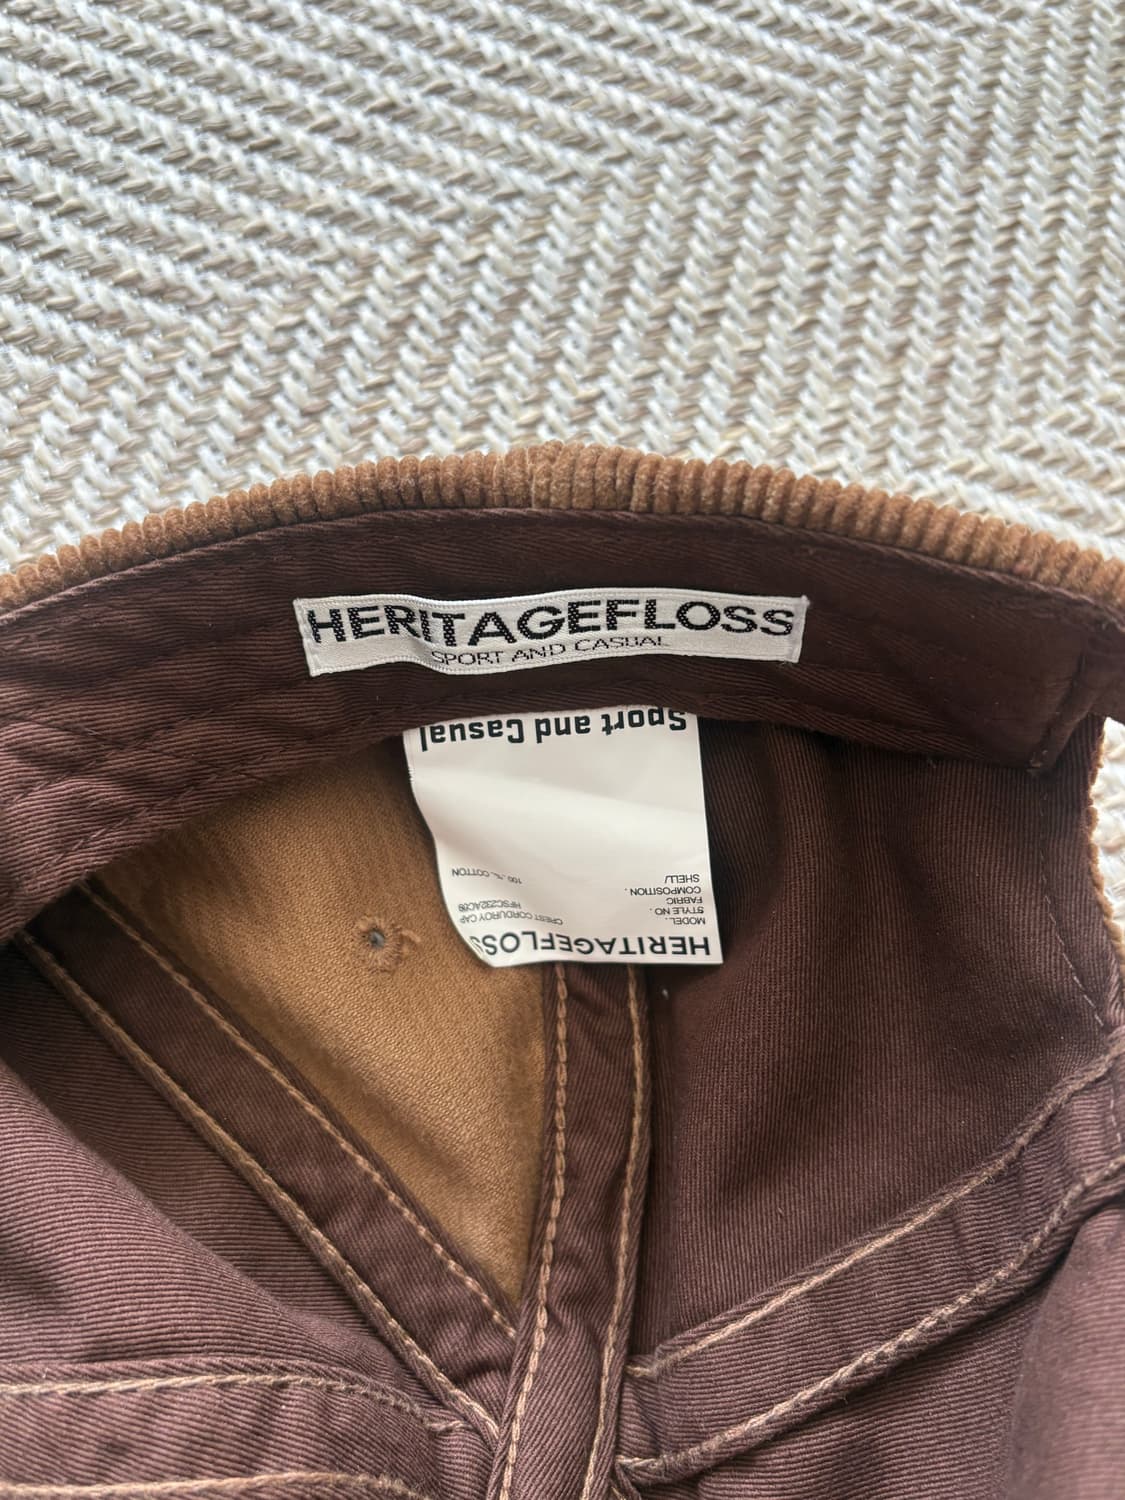 HERITAGEFLOSS
SPORT AND CASUAL
HERITAGEFLOSS
MODEL. CREST CORDUROY CAP
STYLE NO. HFSC232AC09
FABRIC
COMPOSITION.
SHELL/ 100 % COTTON
Sport and Casual